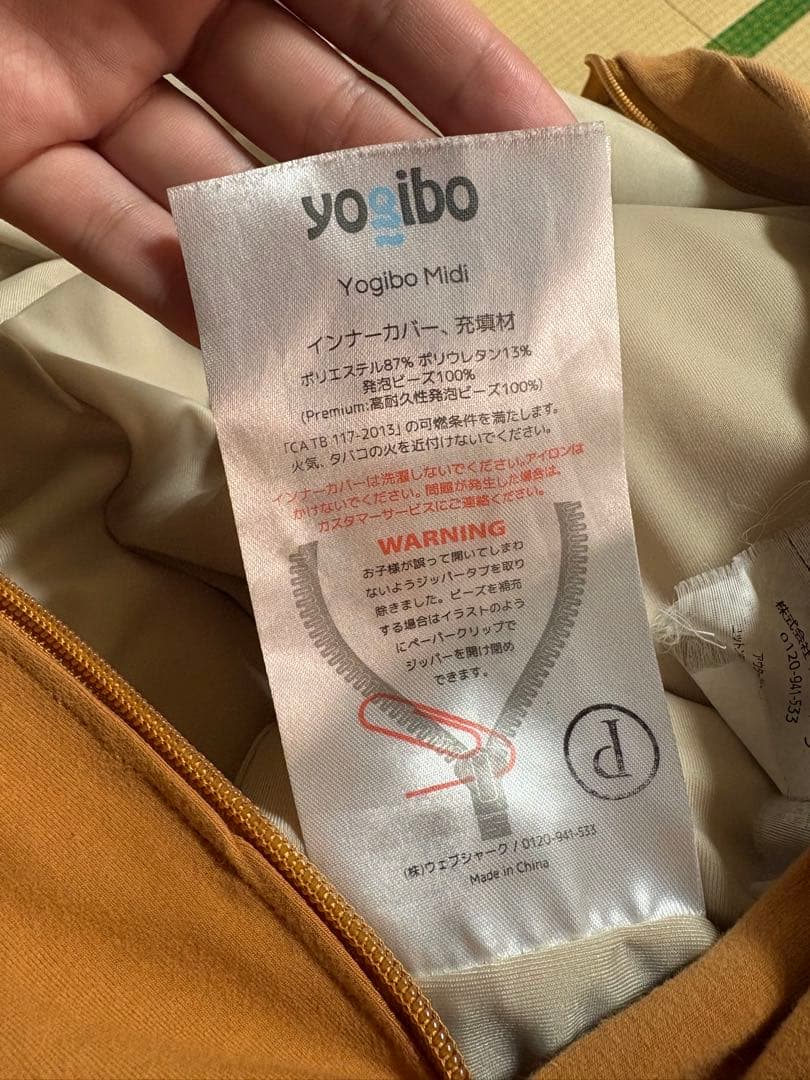 yogibo
Yogibo Midi
インナーカバー、充填材
ポリエステル87% ポリウレタン13%
発泡ビーズ100%
(Premium:高耐久性発泡ビーズ100%)
「CA TB 117-2013」の可燃条件を満たします。
火気、タバコの火を近付けないでください。
インナーカバーは洗濯しないでください。アイロンは
かけないでください。問題が発生した場合は、
カスタマーサービスにご連絡ください。
WARNING
お子様が誤って開いてしまわ
ないようジッパータブを取り
除きました。ビーズを補充
する場合はイラストのよう
にペーパークリップで
ジッパーを開け閉め
できます。
P
(株)ウェブシャーク / 0120-941-533
Made in China
株式会社
0120-941-533